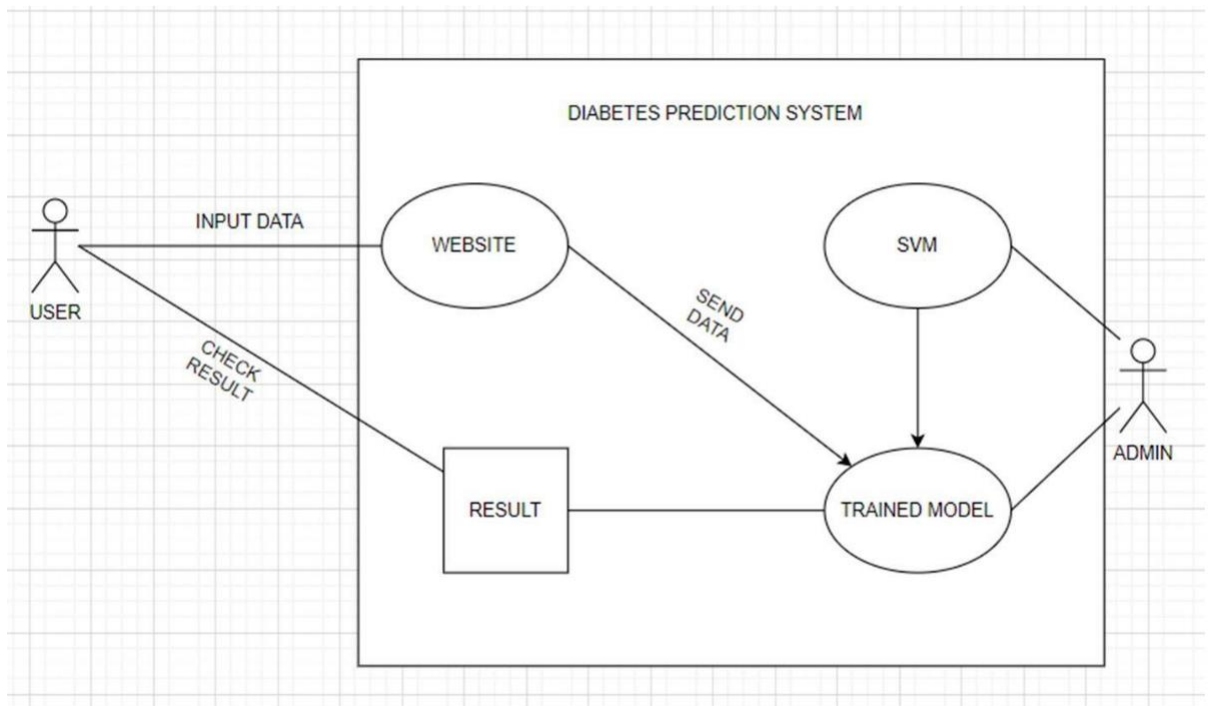 DIABETES PREDICTION SYSTEM
INPUT DATA
WEBSITE
SVM
USER
SEND
DATA
CHECK
RESULT
ADMIN
RESULT
TRAINED MODEL